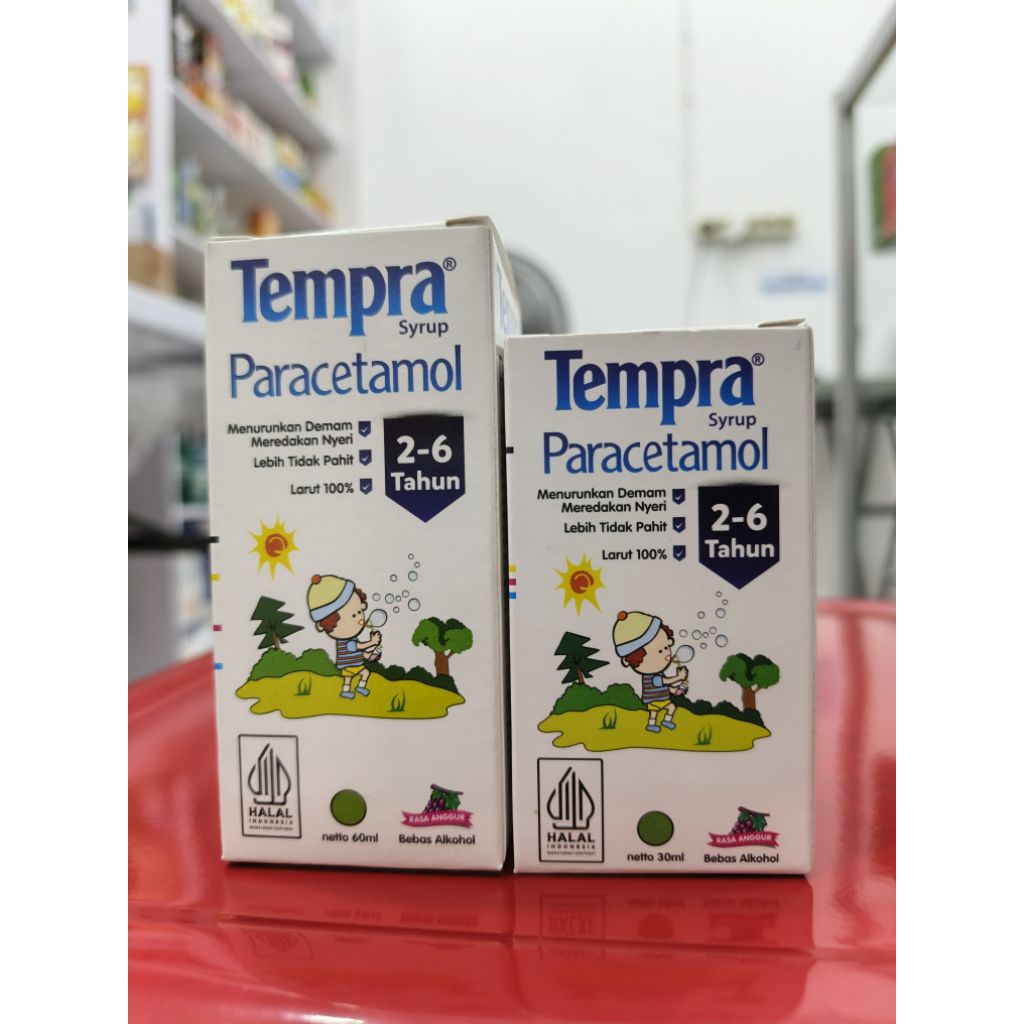 Tempra®
Syrup
Paracetamol
Menurunkan Demam
Meredakan Nyeri
Lebih Tidak Pahit
Larut 100%
2-6
Tahun
HALAL
INDONESIA
netto 60ml
RASA ANGGUR
Bebas Alkohol
Tempra®
Syrup
Paracetamol
Menurunkan Demam
Meredakan Nyeri
Lebih Tidak Pahit
Larut 100%
2-6
Tahun
HALAL
INDONESIA
netto 30ml
RASA ANGGUR
Bebas Alkohol